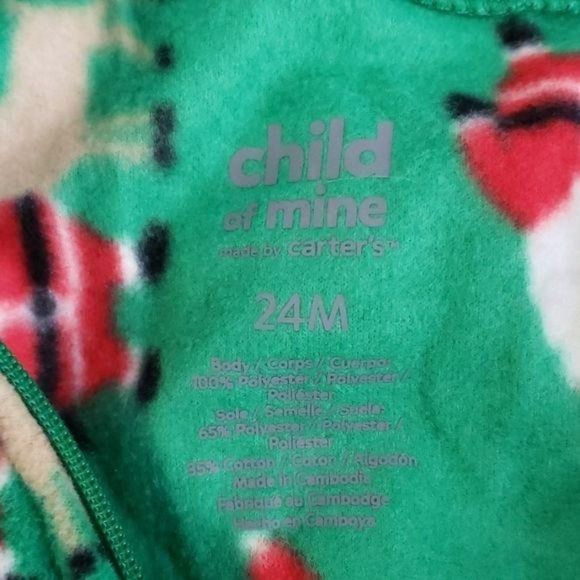 child
of mine
made by carter's™
24M
Body / Corps / Cuerpo
100% Polyester / Polyester /
Poliéster
Sole / Semelle / Suela
65% Polyester / Polyester /
Poliéster
35% Cotton / Coton / Algodón
Made in Cambodia
Fabriqué au Cambodge
Hecho en Camboya